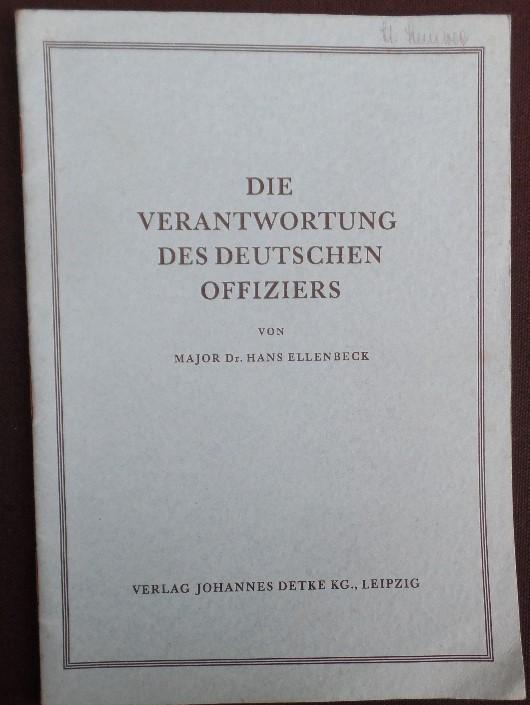 DIE
VERANTWORTUNG
DES DEUTSCHEN
OFFIZIERS
VON
MAJOR Dr. HANS ELLENBECK
VERLAG JOHANNES DETKE KG., LEIPZIG